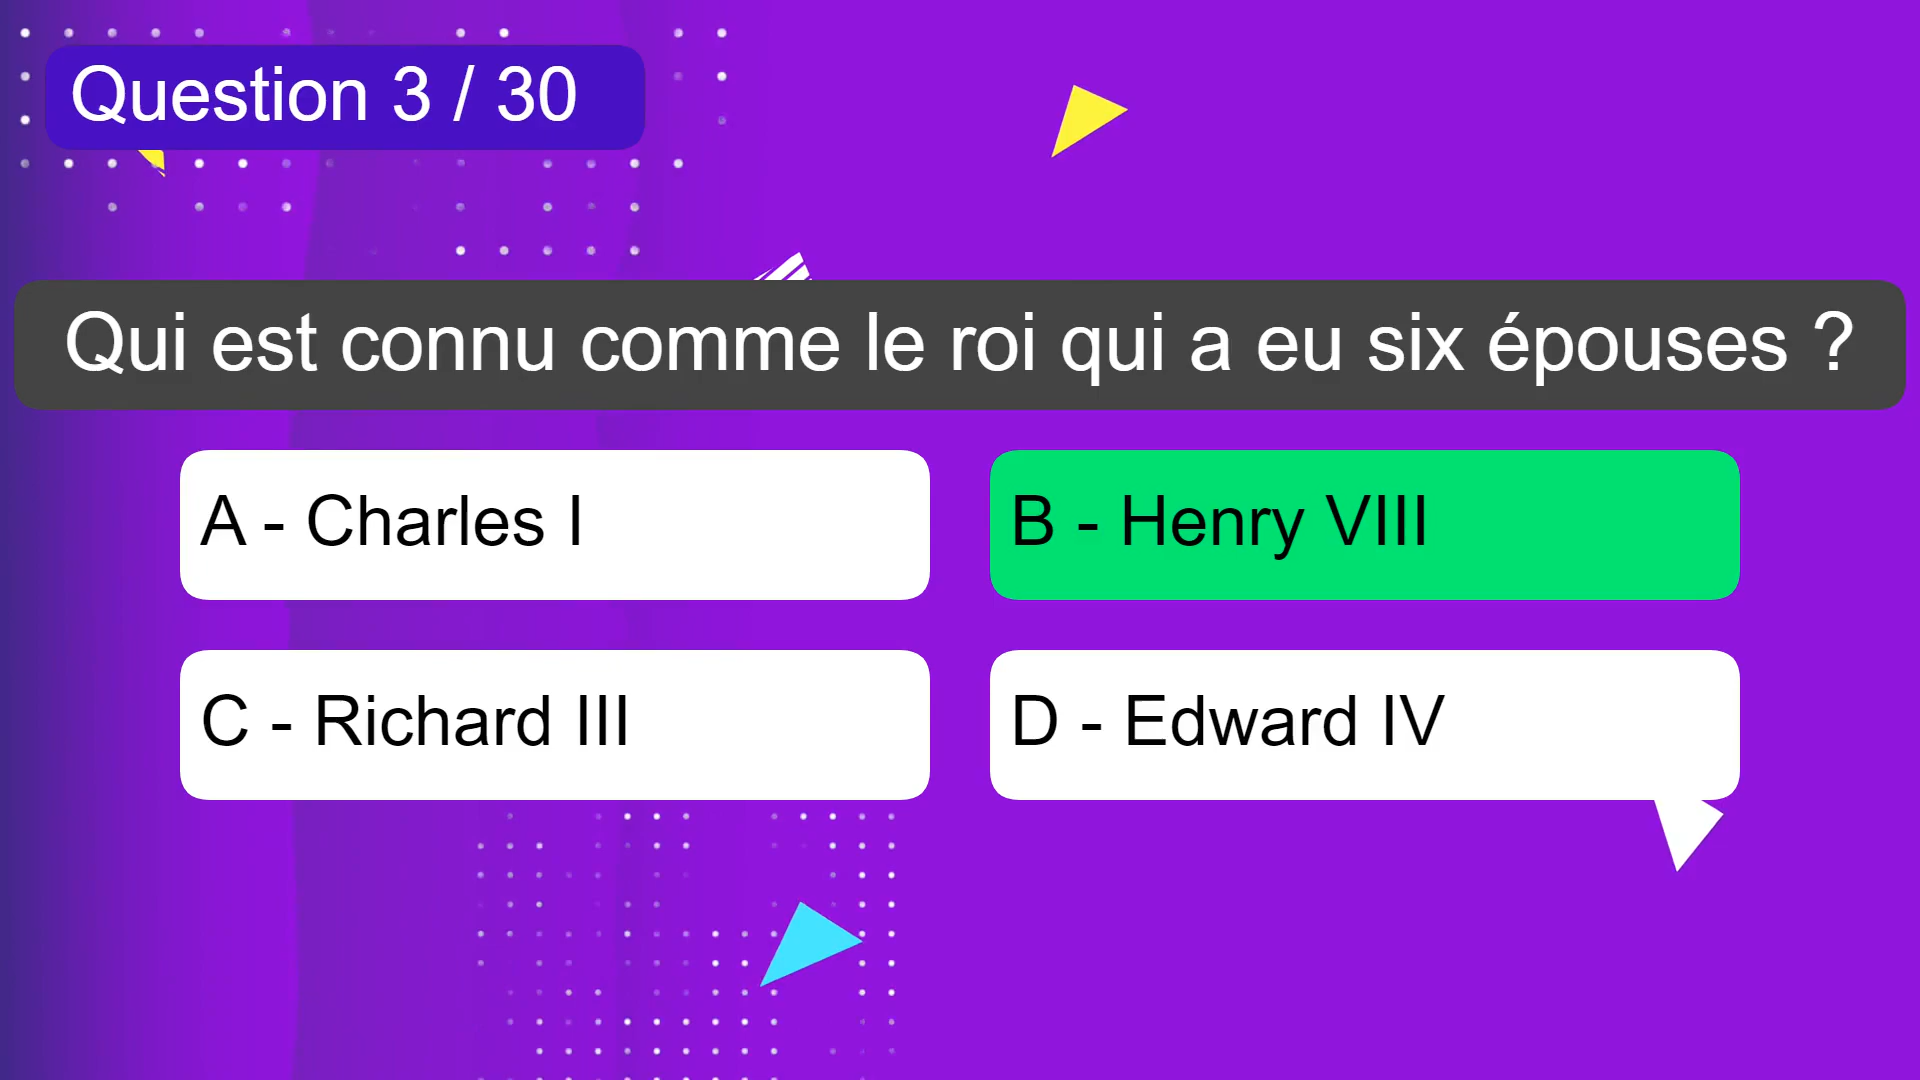 Question 3 / 30
Qui est connu comme le roi qui a eu six épouses ?
A - Charles I
B - Henry VIII
C - Richard III
D - Edward IV